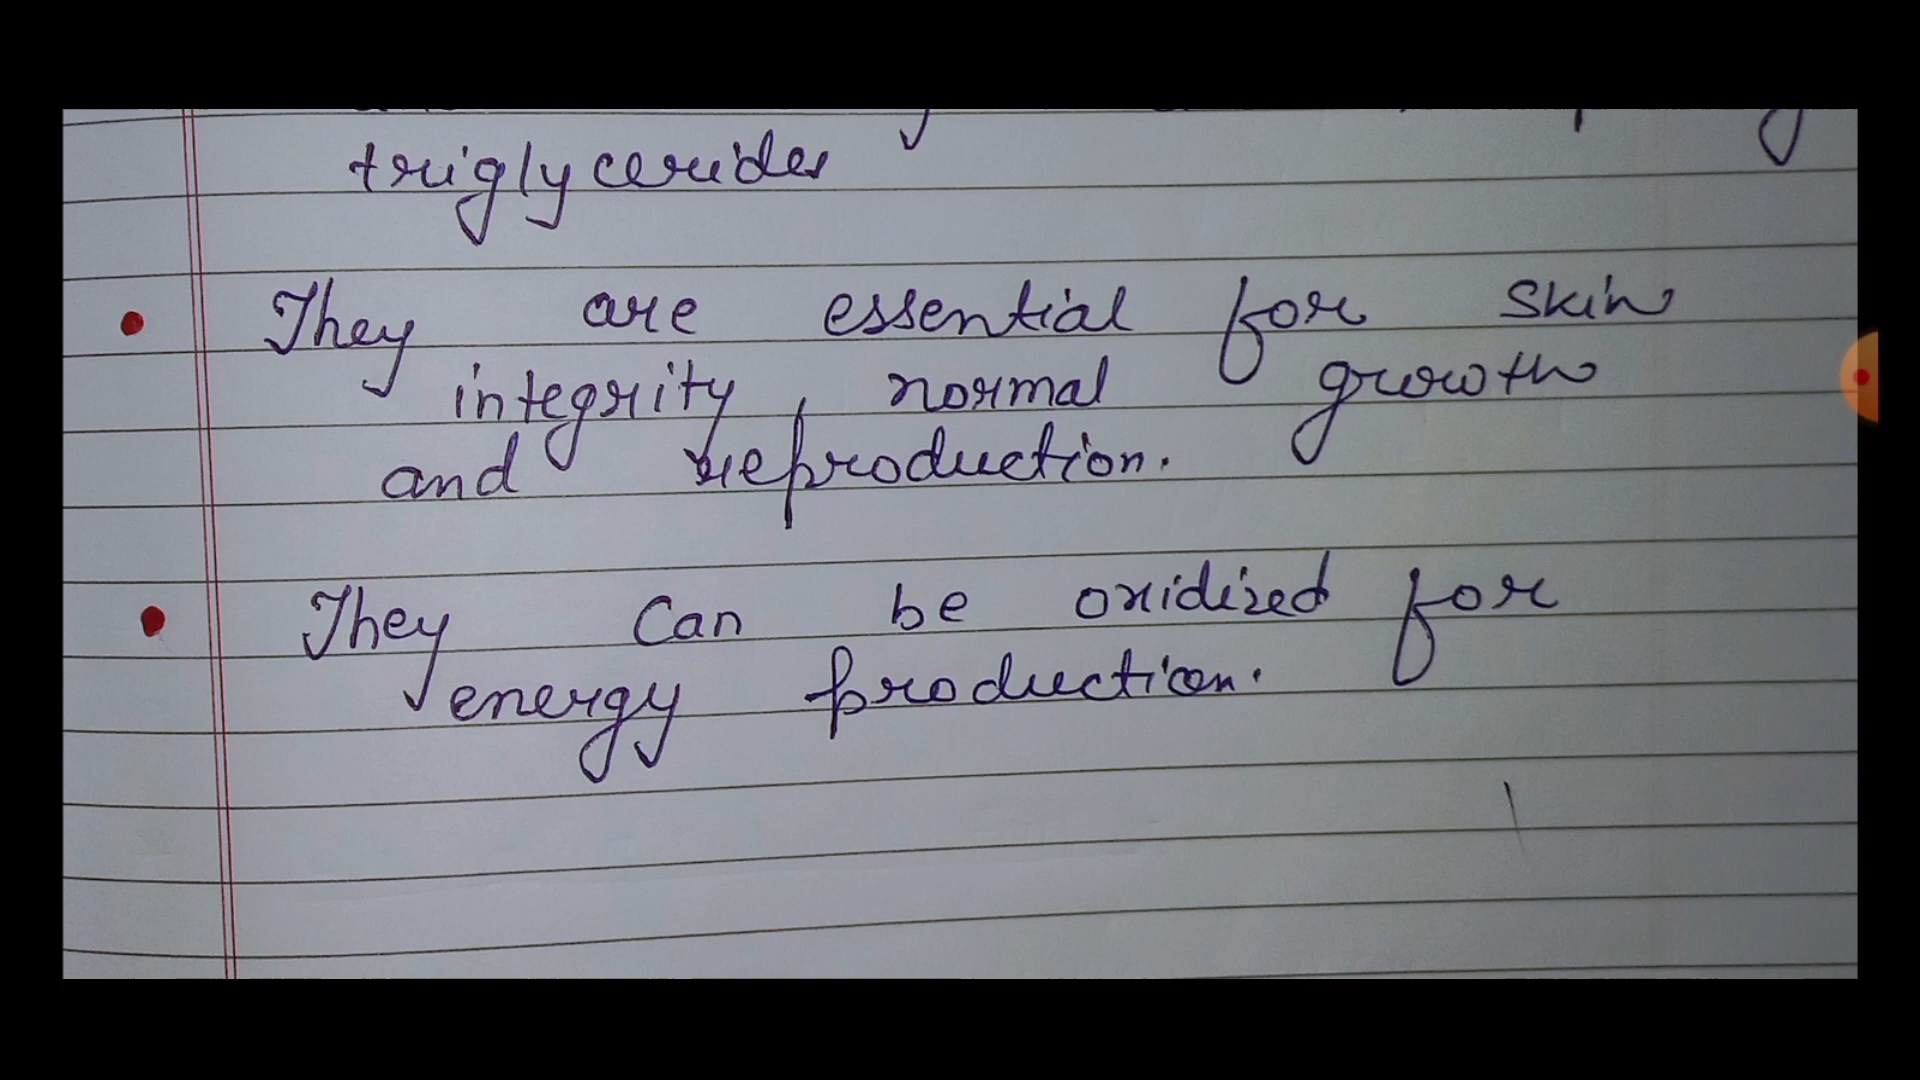 triglycerides
• They are essential for skin
integrity, normal growth
and reproduction.
• They can be oxidized for
energy production.